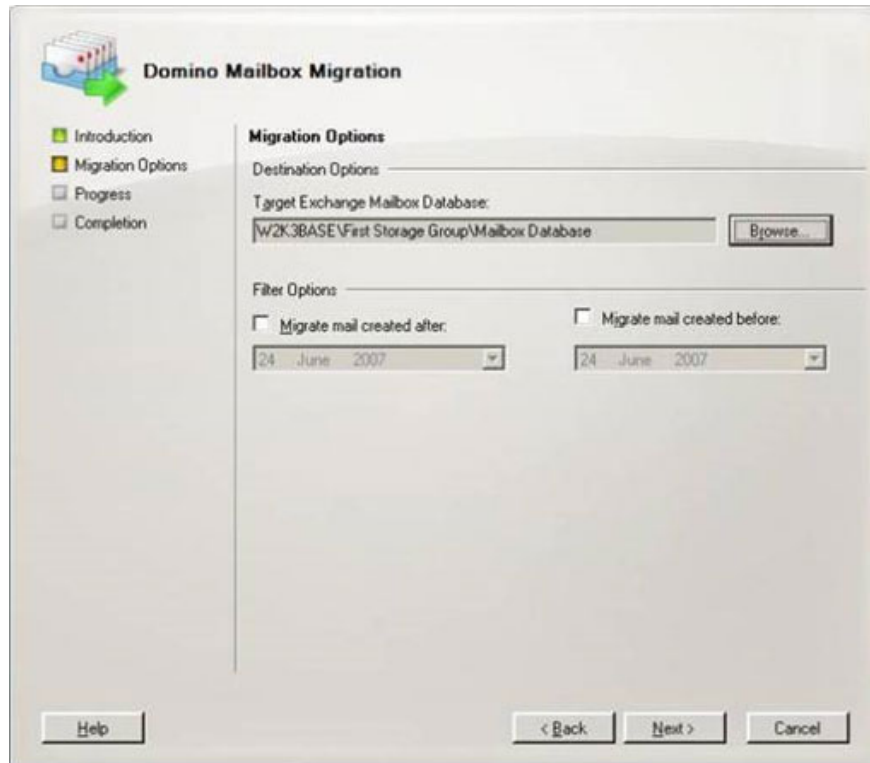 Domino Mailbox Migration
Introduction
Migration Options
Progress
Completion
Migration Options
Destination Options
Target Exchange Mailbox Database:
W2K3BASE\First Storage Group\Mailbox Database
Browse...
Filter Options
Migrate mail created after:
24 June 2007
Migrate mail created before:
24 June 2007
Help
< Back
Next >
Cancel